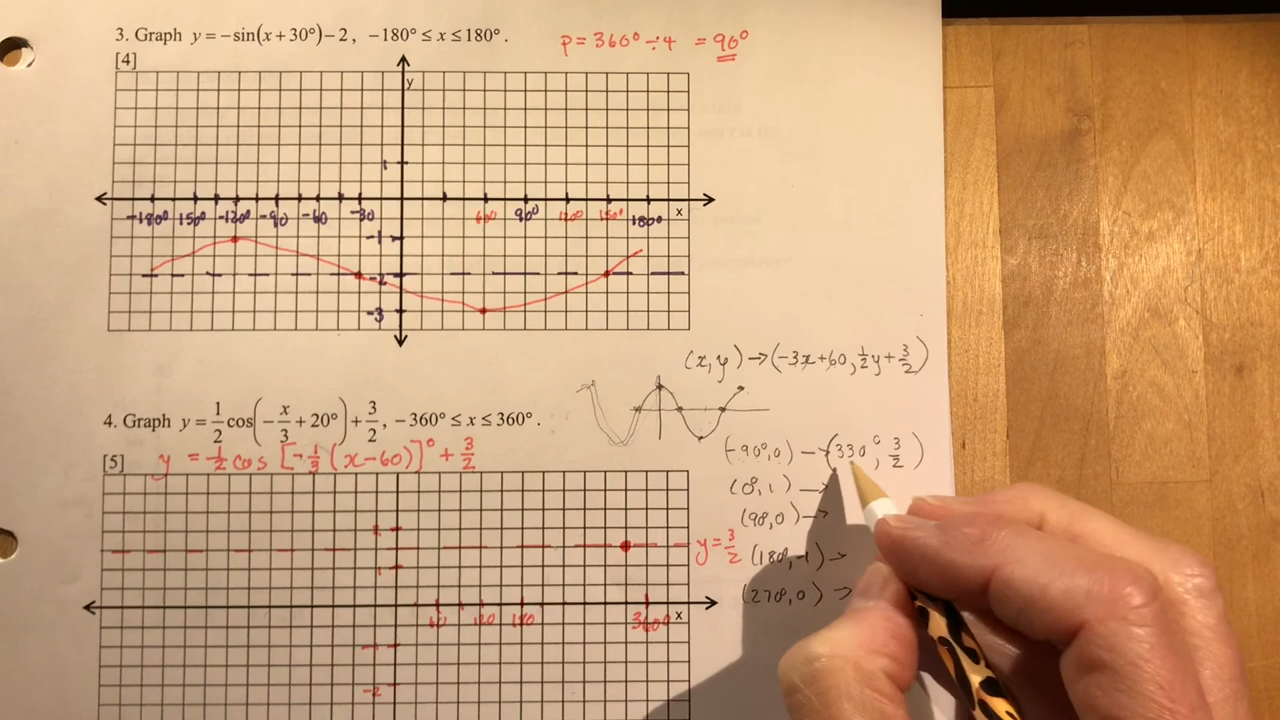 3. Graph y = −sin(x + 30°) − 2, −180° ≤ x ≤ 180°.
P = 360° ÷ 4 = 90°
[4]
y
1
-180° 150° -120° -90 -60 -30 60° 90° 120° 150° 180° x
-1
-2
-3
(x, y) → (-3x+60, 1/2 y + 3/2)
4. Graph y = 1/2 cos(−x/3 + 20°) + 3/2, −360° ≤ x ≤ 360°.
y = 1/2 cos [-1/3 (x-60)]° + 3/2
[5]
(-90°, 0) → (330°, 3/2)
(0°, 1) →
(90, 0) →
y = 3/2
(180, -1) →
(270, 0) →
1
60 120 180 360° x
-2